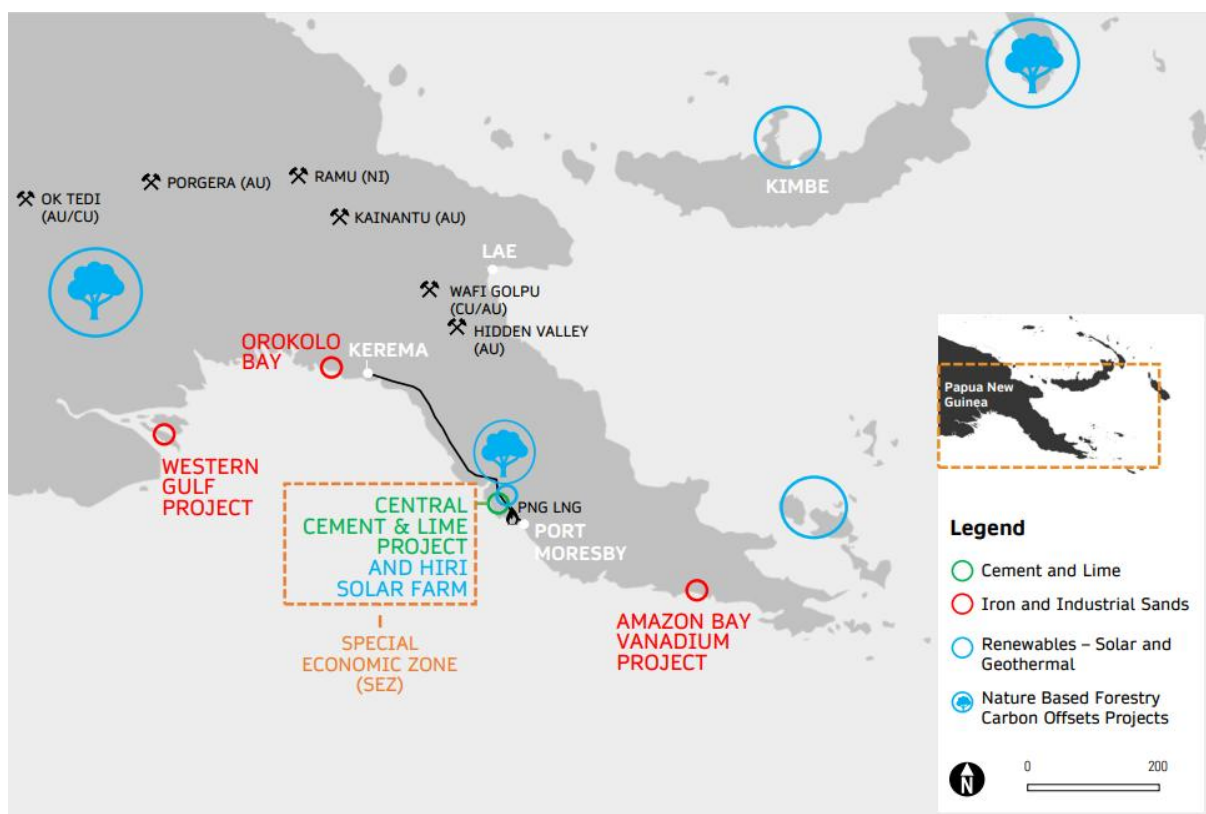 KIMBE
PORGERA (AU)
RAMU (NI)
OK TEDI
(AU/CU)
KAINANTU (AU)
LAE
WAFI GOLPU
(CU/AU)
HIDDEN VALLEY
(AU)
OROKOLO
BAY
KEREMA
WESTERN
GULF
PROJECT
CENTRAL
CEMENT & LIME
PROJECT
AND HIRI
SOLAR FARM
PNG LNG
PORT
MORESBY
SPECIAL
ECONOMIC ZONE
(SEZ)
AMAZON BAY
VANADIUM
PROJECT
Papua New
Guinea
Legend
Cement and Lime
Iron and Industrial Sands
Renewables – Solar and
Geothermal
Nature Based Forestry
Carbon Offsets Projects
N
0 200